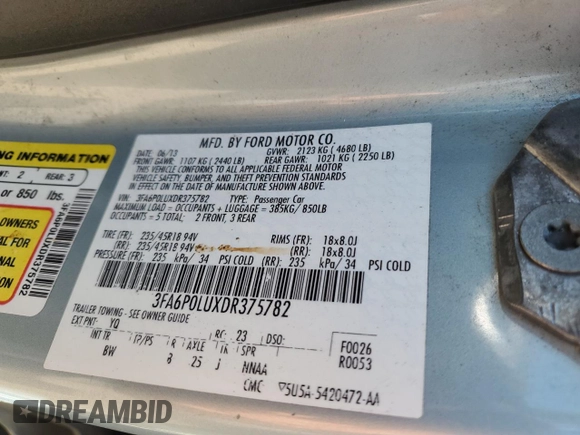 MFD. BY FORD MOTOR CO.
DATE: 06/13 GVWR: 2123 KG ( 4680 LB)
FRONT GAWR: 1107 KG ( 2440 LB) REAR GAWR: 1021 KG ( 2250 LB)
THIS VEHICLE CONFORMS TO ALL APPLICABLE FEDERAL MOTOR
VEHICLE SAFETY, BUMPER, AND THEFT PREVENTION STANDARDS
IN EFFECT ON THE DATE OF MANUFACTURE SHOWN ABOVE.
VIN: 3FA6P0LUXDR375782 TYPE: Passenger Car
MAXIMUM LOAD = OCCUPANTS + LUGGAGE = 385KG/ 850LB
OCCUPANTS = 5 TOTAL 2 FRONT, 3 REAR
TIRE (FR): 235/45R18 94V RIMS (FR): 18x8.0J
(RR): 235/45R18 94V (RR): 18x8.0J
PRESSURE (FR): 235 kPa/ 34 PSI COLD (RR): 235 kPa/ 34 PSI COLD
3FA6P0LUXDR375782
TRAILER TOWING - SEE OWNER GUIDE
EXT PNT: YQ RC: 23 DSO: F0026
INT TR TP/PS R AXLE TR SPR R0053
BW 25 J NNAA
CMC 5U5A-5420472-AA
NG INFORMATION
NT: 2 REAR: 3
or 850 lbs.
OWNERS
AL FOR
IONAL
ATION
3FA6P0LUXDR375782
DREAMBID